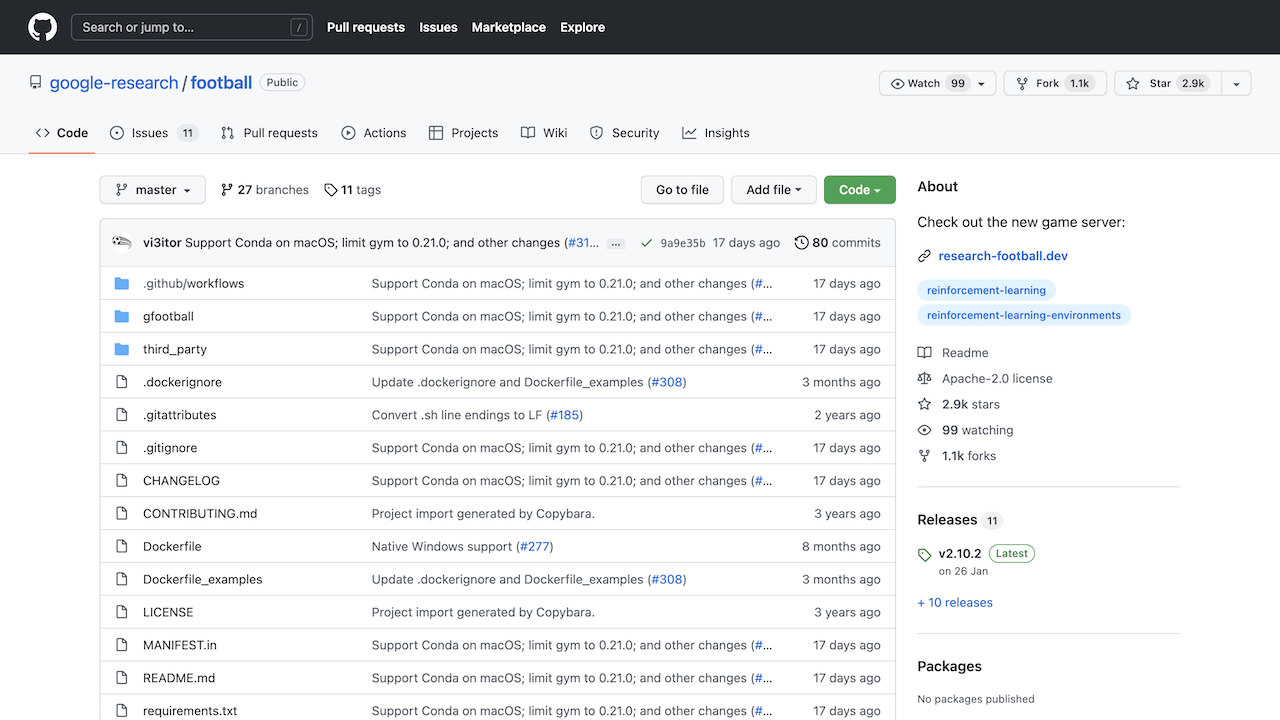 Search or jump to... /
Pull requests Issues Marketplace Explore
google-research / football Public
Watch 99 Fork 1.1k Star 2.9k
Code Issues 11 Pull requests Actions Projects Wiki Security Insights
master 27 branches 11 tags Go to file Add file Code
vi3itor Support Conda on macOS; limit gym to 0.21.0; and other changes (#31... ... 9a9e35b 17 days ago 80 commits
.github/workflows Support Conda on macOS; limit gym to 0.21.0; and other changes (#... 17 days ago
gfootball Support Conda on macOS; limit gym to 0.21.0; and other changes (#... 17 days ago
third_party Support Conda on macOS; limit gym to 0.21.0; and other changes (#... 17 days ago
.dockerignore Update .dockerignore and Dockerfile_examples (#308) 3 months ago
.gitattributes Convert .sh line endings to LF (#185) 2 years ago
.gitignore Support Conda on macOS; limit gym to 0.21.0; and other changes (#... 17 days ago
CHANGELOG Support Conda on macOS; limit gym to 0.21.0; and other changes (#... 17 days ago
CONTRIBUTING.md Project import generated by Copybara. 3 years ago
Dockerfile Native Windows support (#277) 8 months ago
Dockerfile_examples Update .dockerignore and Dockerfile_examples (#308) 3 months ago
LICENSE Project import generated by Copybara. 3 years ago
MANIFEST.in Support Conda on macOS; limit gym to 0.21.0; and other changes (#... 17 days ago
README.md Support Conda on macOS; limit gym to 0.21.0; and other changes (#... 17 days ago
requirements.txt Support Conda on macOS; limit gym to 0.21.0; and other changes (#... 17 days ago
About
Check out the new game server:
research-football.dev
reinforcement-learning
reinforcement-learning-environments
Readme
Apache-2.0 license
2.9k stars
99 watching
1.1k forks
Releases 11
v2.10.2 Latest
on 26 Jan
+ 10 releases
Packages
No packages published